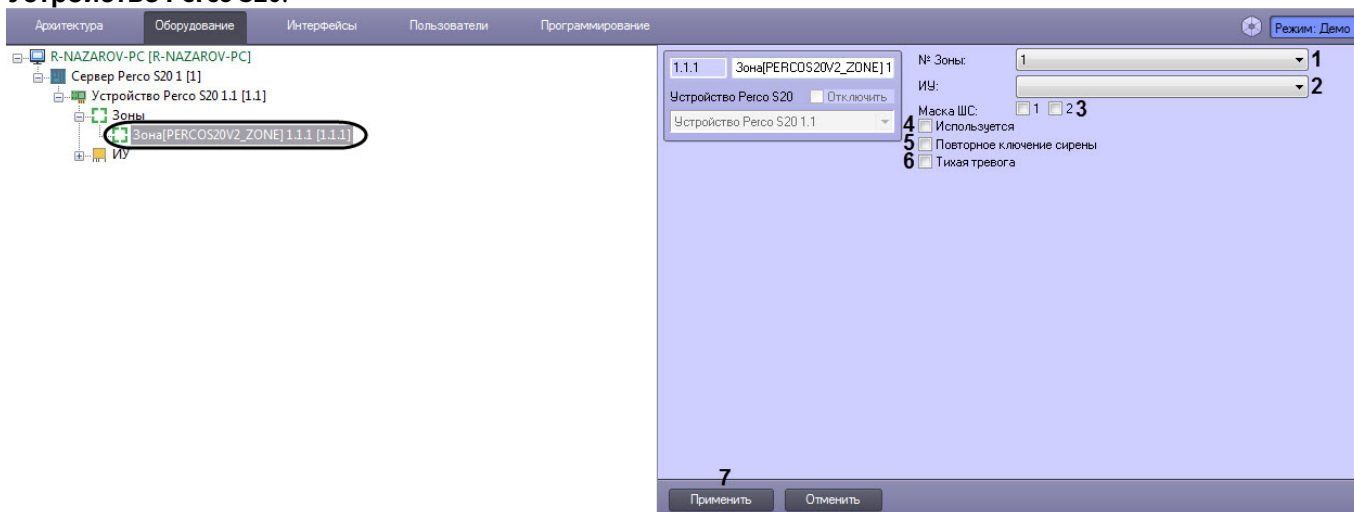 Устройство Perco S20.
Архитектура Оборудование Интерфейсы Пользователи Программирование Режим: Демо
R-NAZAROV-PC [R-NAZAROV-PC]
Сервер Perco S20 1 [1]
Устройство Perco S20 1.1 [1.1]
Зоны
Зона[PERCOS20V2_ZONE] 1.1.1 [1.1.1]
ИУ
1.1.1 Зона[PERCOS20V2_ZONE] 1
Устройство Perco S20 Отключить
Устройство Perco S20 1.1
№ Зоны: 1 1
ИУ: 2
Маска ШС: 1 2 3
4 Используется
5 Повторное ключение сирены
6 Тихая тревога
7
Применить Отменить